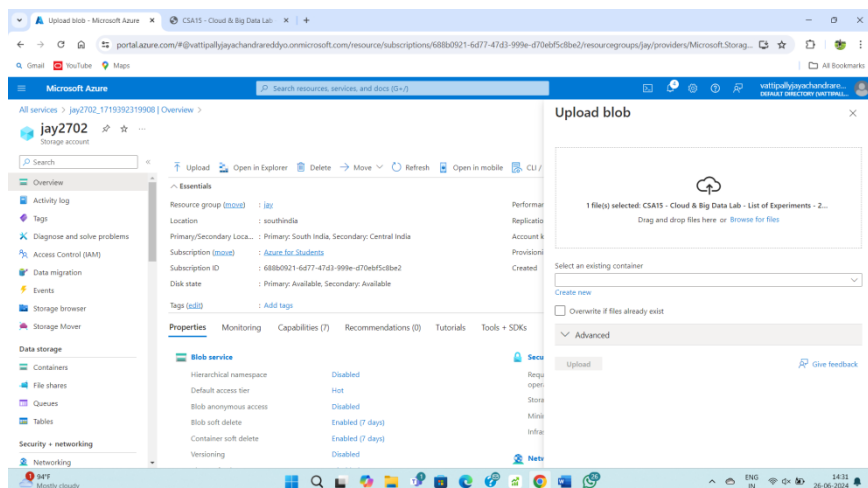 Upload blob - Microsoft Azure
CSA15 - Cloud & Big Data Lab
portal.azure.com/#@vattipallyjayachandrareddyo.onmicrosoft.com/resource/subscriptions/688b0921-6d77-47d3-999e-d70ebf5c8be2/resourcegroups/jay/providers/Microsoft.Storag...
Gmail YouTube Maps All Bookmarks
Microsoft Azure
Search resources, services, and docs (G+/)
vattipallyjayachandrare...
DEFAULT DIRECTORY (VATTIPALL...
All services > jay2702_1719392319908 | Overview >
jay2702
Storage account
Search
Overview
Activity log
Tags
Diagnose and solve problems
Access Control (IAM)
Data migration
Events
Storage browser
Storage Mover
Data storage
Containers
File shares
Queues
Tables
Security + networking
Networking
Upload Open in Explorer Delete Move Refresh Open in mobile CLI /
Essentials
Resource group (move) : jay
Location : southindia
Primary/Secondary Loca... : Primary: South India, Secondary: Central India
Subscription (move) : Azure for Students
Subscription ID : 688b0921-6d77-47d3-999e-d70ebf5c8be2
Disk state : Primary: Available, Secondary: Available
Tags (edit) : Add tags
Performan
Replicatio
Account k
Provisioni
Created
Properties Monitoring Capabilities (7) Recommendations (0) Tutorials Tools + SDKs
Blob service
Hierarchical namespace Disabled
Default access tier Hot
Blob anonymous access Disabled
Blob soft delete Enabled (7 days)
Container soft delete Enabled (7 days)
Versioning Disabled
Secu
Requ
oper
Stora
Mini
Infra
Netw
Upload blob
1 file(s) selected: CSA15 - Cloud & Big Data Lab - List of Experiments - 2...
Drag and drop files here or Browse for files
Select an existing container
Create new
Overwrite if files already exist
Advanced
Upload
Give feedback
94°F
Mostly cloudy
ENG
IN
14:31
26-06-2024